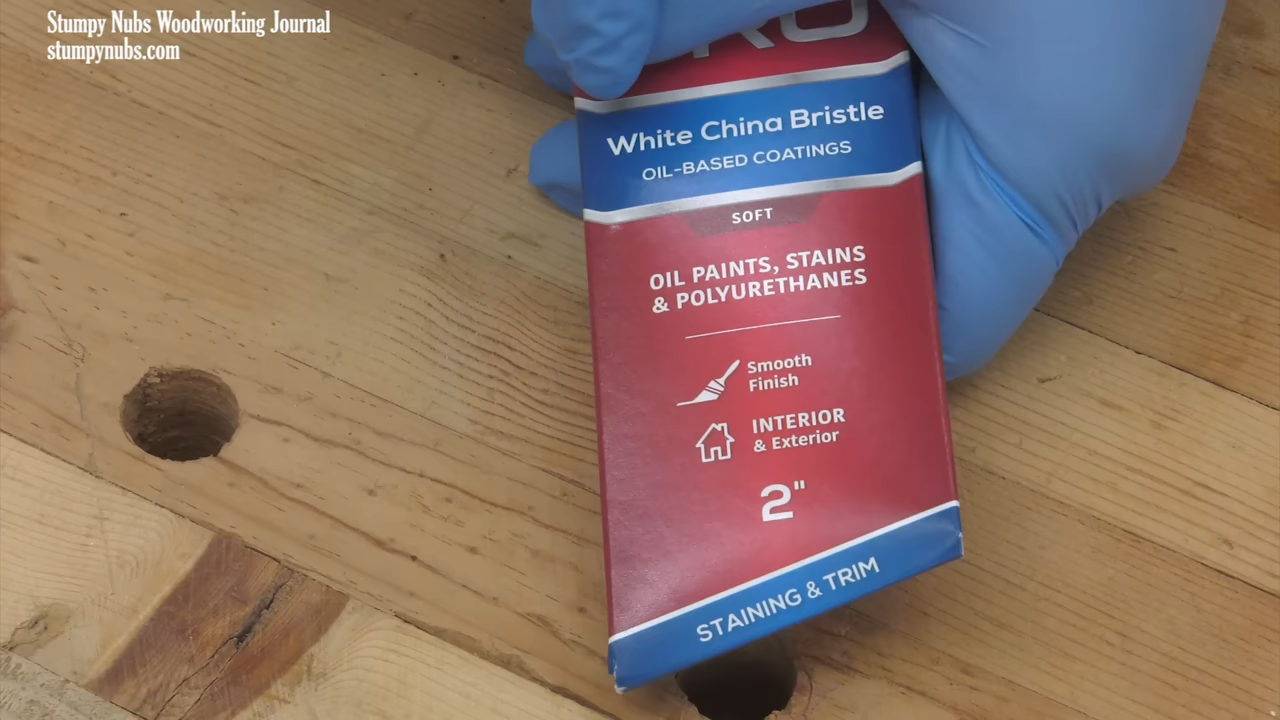 Stumpy Nubs Woodworking Journal
stumpynubs.com
White China Bristle
OIL-BASED COATINGS
SOFT
OIL PAINTS, STAINS
& POLYURETHANES
Smooth
Finish
INTERIOR
& Exterior
2"
STAINING & TRIM